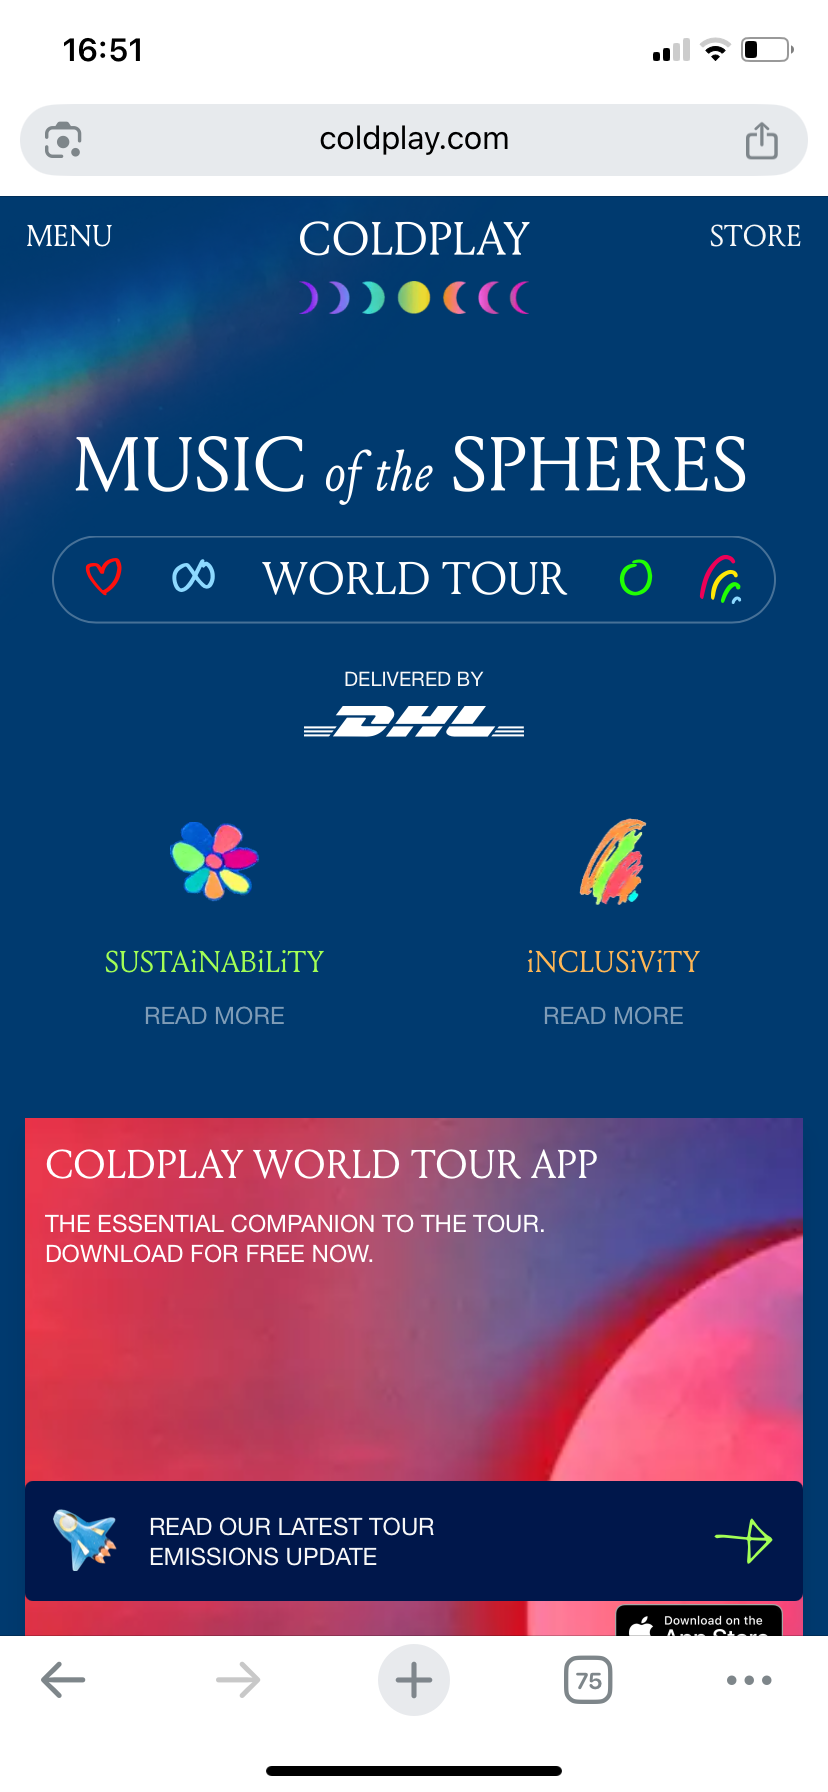 16:51
coldplay.com
MENU
COLDPLAY
STORE
MUSIC of the SPHERES
WORLD TOUR
DELIVERED BY
DHL
SUSTAiNABiLiTY
iNCLUSiViTY
READ MORE
READ MORE
COLDPLAY WORLD TOUR APP
THE ESSENTIAL COMPANION TO THE TOUR.
DOWNLOAD FOR FREE NOW.
READ OUR LATEST TOUR
EMISSIONS UPDATE
Download on the
App Store
75